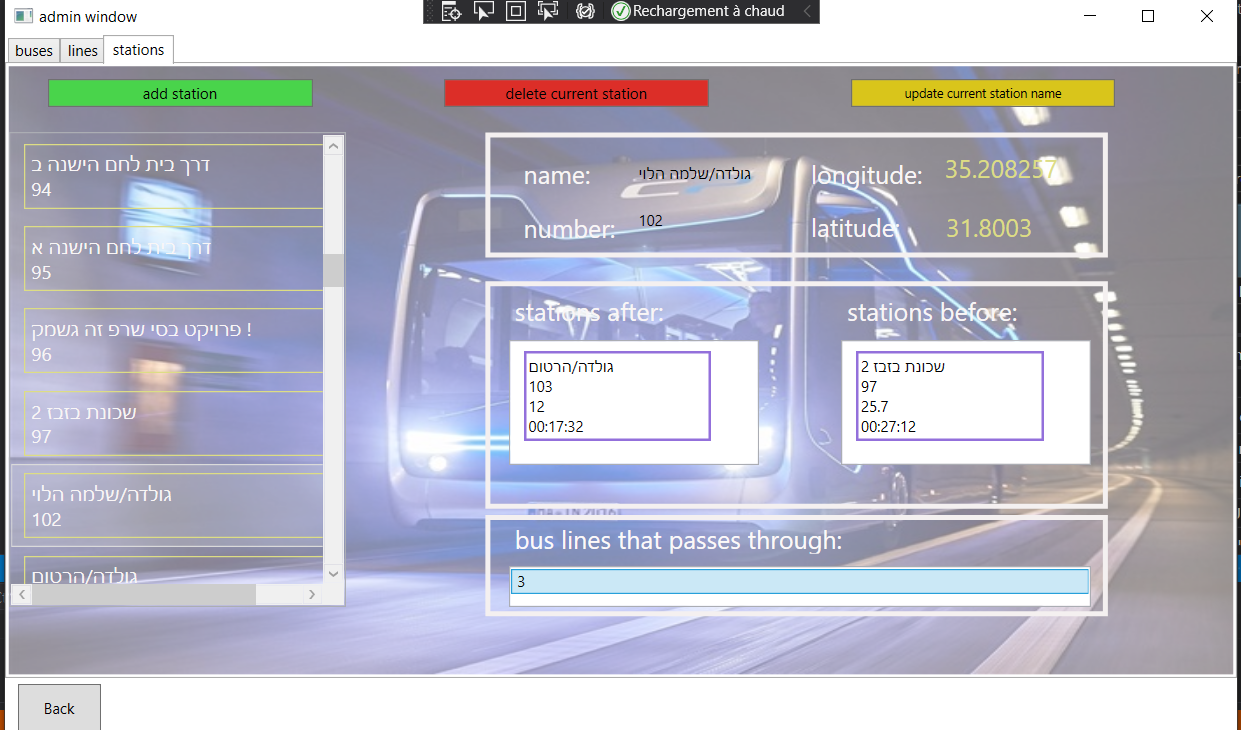 admin window
Rechargement à chaud
buses
lines
stations
add station
delete current station
update current station name
דרך בית לחם הישנה ב
94
דרך בית לחם הישנה א
95
פרויקט בסי שרפ זה גשמק !
96
שכונת בזבז 2
97
גולדה/שלמה הלוי
102
גולדה/הרטום
name:
גולדה/שלמה הלוי
longitude:
35.208257
number:
102
latitude:
31.8003
stations after:
גולדה/הרטום
103
12
00:17:32
stations before:
שכונת בזבז 2
97
25.7
00:27:12
bus lines that passes through:
3
Back